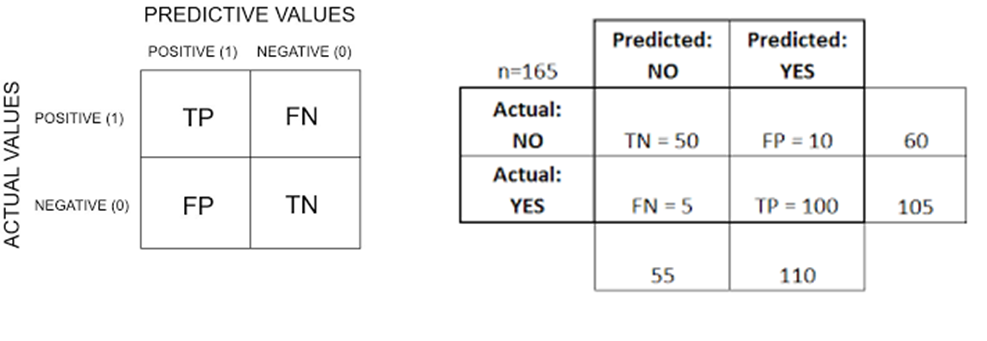 PREDICTIVE VALUES
POSITIVE (1) NEGATIVE (0)
ACTUAL VALUES
POSITIVE (1) TP FN
NEGATIVE (0) FP TN
n=165 Predicted: NO Predicted: YES
Actual: NO TN = 50 FP = 10 60
Actual: YES FN = 5 TP = 100 105
55 110